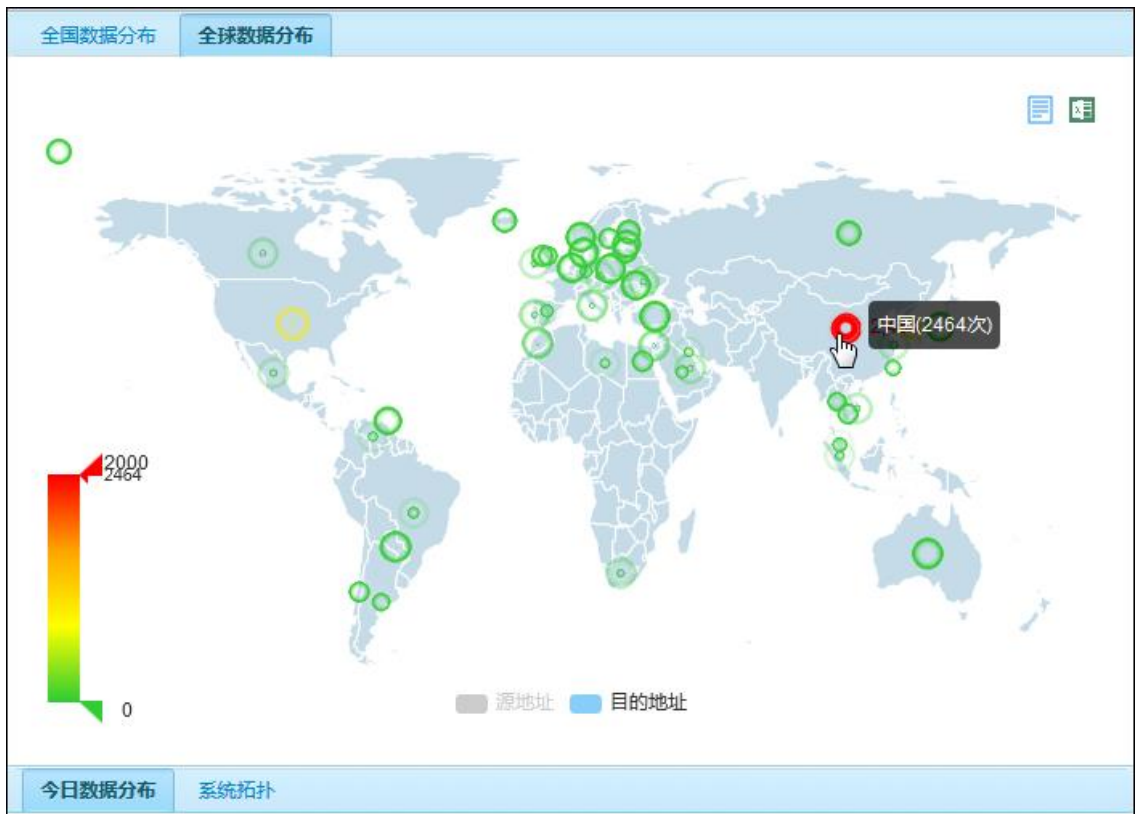 全国数据分布 全球数据分布
中国(2464次)
2000
2464
0
源地址 目的地址
今日数据分布 系统拓扑